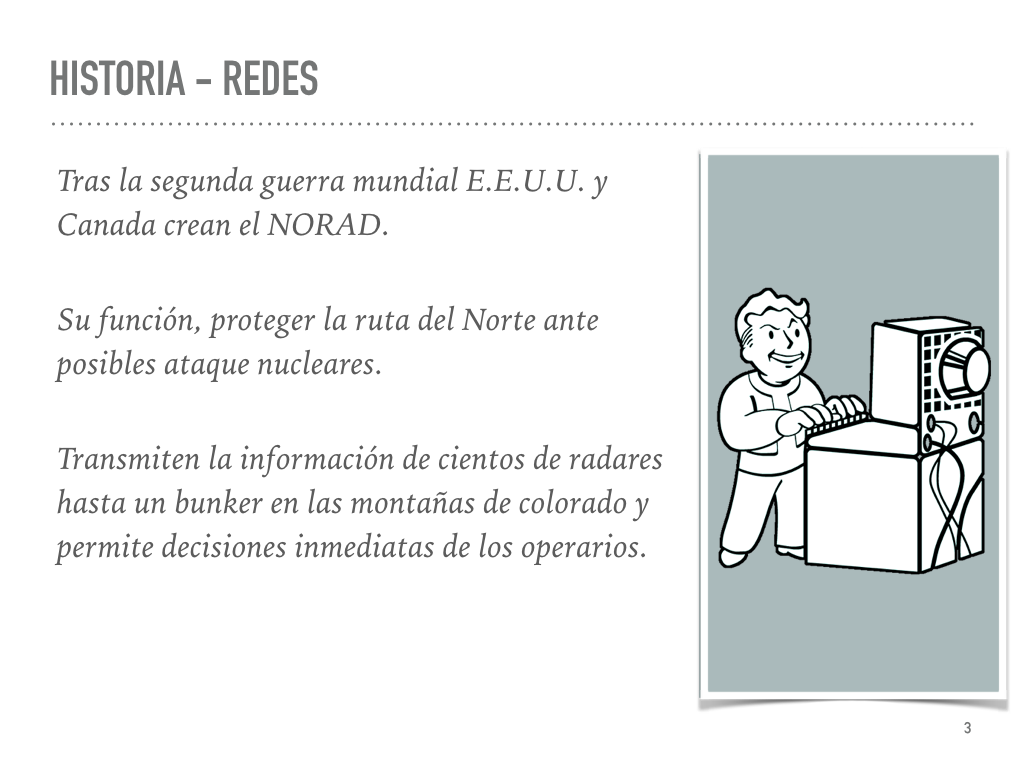 HISTORIA – REDES
Tras la segunda guerra mundial E.E.U.U. y
Canada crean el NORAD.
Su función, proteger la ruta del Norte ante
posibles ataque nucleares.
Transmiten la información de cientos de radares
hasta un bunker en las montañas de colorado y
permite decisiones inmediatas de los operarios.
3